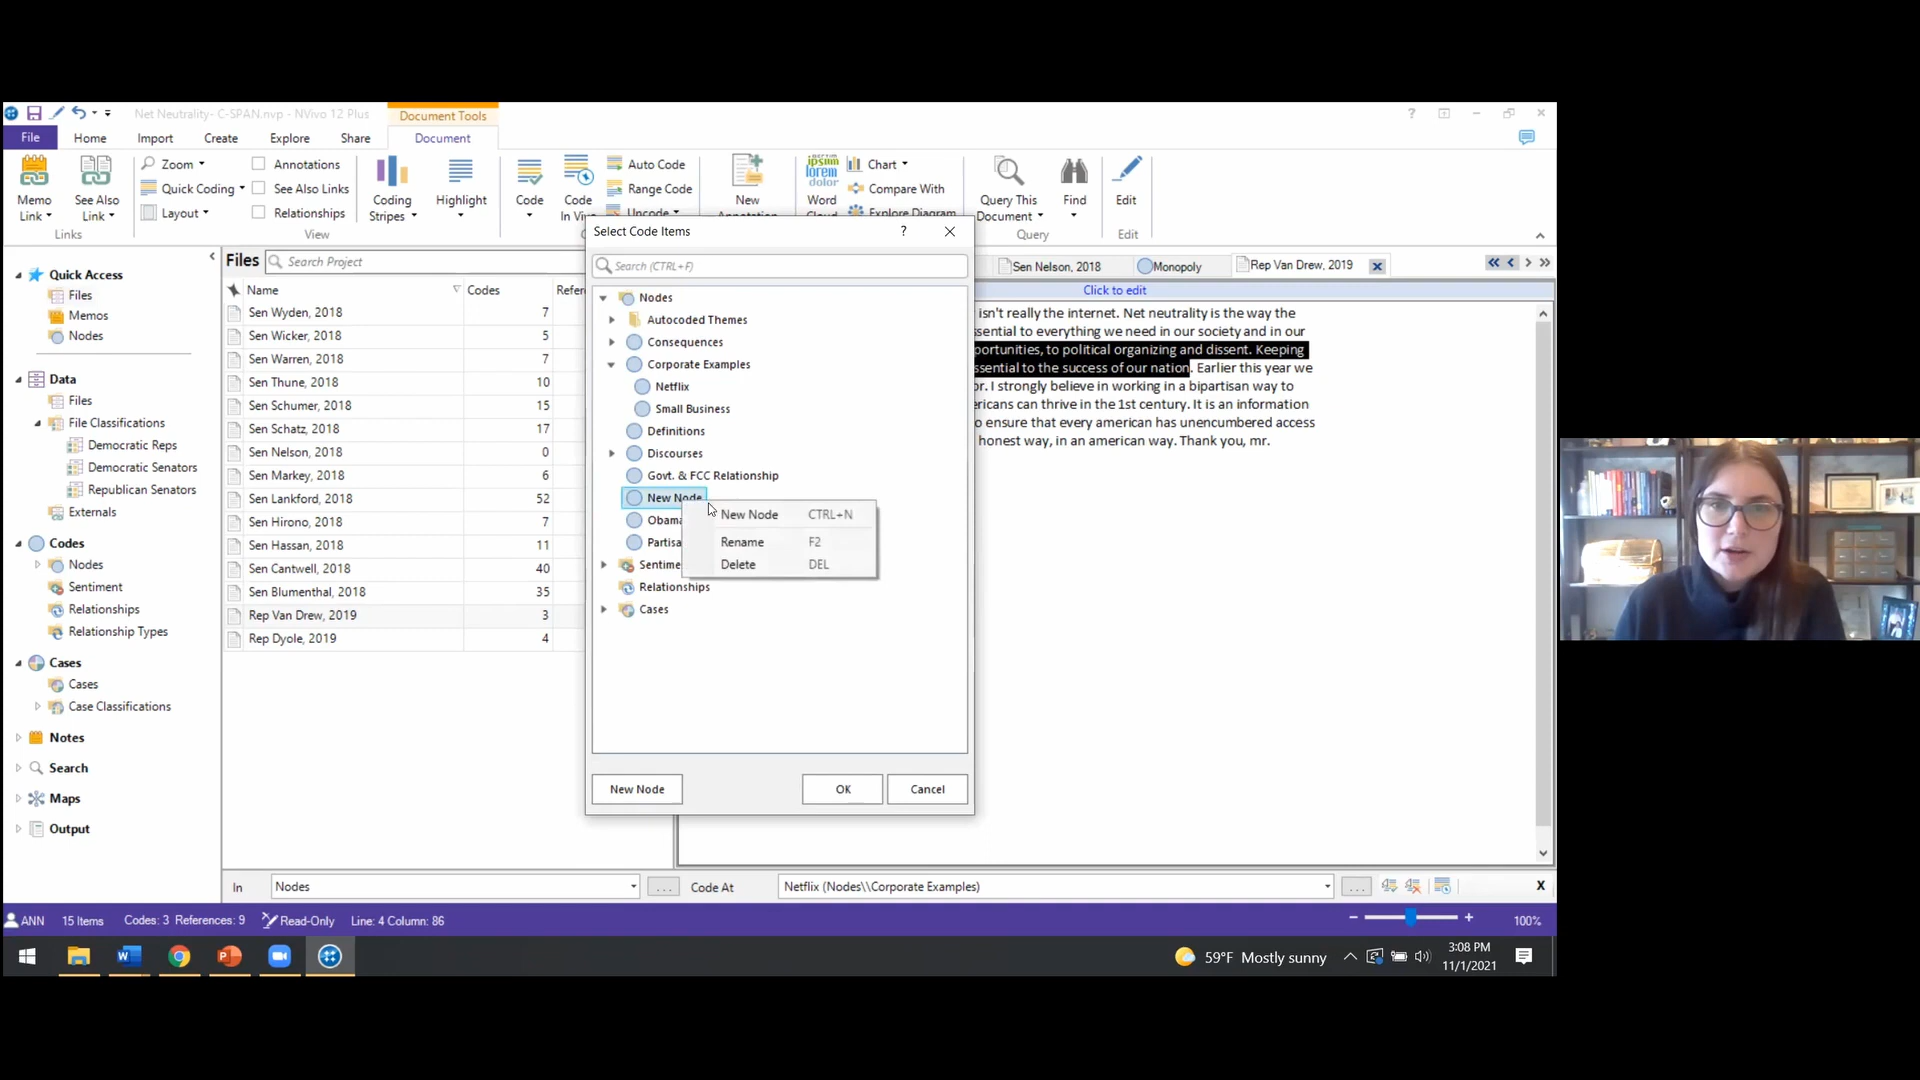 Net Neutrality- C-SPAN.nvp - NVivo 12 Plus
Document Tools
?
File
Home
Import
Create
Explore
Share
Document
Memo
Link
See Also
Link
Links
Zoom
Quick Coding
Layout
Annotations
See Also Links
Relationships
View
Coding
Stripes
Highlight
Code
Code
In Viv
Auto Code
Range Code
Uncode
New
Annotation
Word
Cloud
Chart
Compare With
Explore Diagram
Query This
Document
Find
Query
Edit
Edit
Quick Access
Files
Memos
Nodes
Data
Files
File Classifications
Democratic Reps
Democratic Senators
Republican Senators
Externals
Codes
Nodes
Sentiment
Relationships
Relationship Types
Cases
Cases
Case Classifications
Notes
Search
Maps
Output
Files
Search Project
Name Codes Refere
Sen Wyden, 2018 7
Sen Wicker, 2018 5
Sen Warren, 2018 7
Sen Thune, 2018 10
Sen Schumer, 2018 15
Sen Schatz, 2018 17
Sen Nelson, 2018 0
Sen Markey, 2018 6
Sen Lankford, 2018 52
Sen Hirono, 2018 7
Sen Hassan, 2018 11
Sen Cantwell, 2018 40
Sen Blumenthal, 2018 35
Rep Van Drew, 2019 3
Rep Dyole, 2019 4
Select Code Items
?
Search (CTRL+F)
Nodes
Autocoded Themes
Consequences
Corporate Examples
Netflix
Small Business
Definitions
Discourses
Govt. & FCC Relationship
New Node
Obama
Partisa
Sentime
Relationships
Cases
New Node CTRL+N
Rename F2
Delete DEL
New Node
OK
Cancel
Sen Nelson, 2018
Monopoly
Rep Van Drew, 2019
Click to edit
isn't really the internet. Net neutrality is the way the
ssential to everything we need in our society and in our
portunities, to political organizing and dissent. Keeping
ssential to the success of our nation. Earlier this year we
or. I strongly believe in working in a bipartisan way to
ericans can thrive in the 1st century. It is an information
o ensure that every american has unencumbered access
honest way, in an american way. Thank you, mr.
In
Nodes
...
Code At
Netflix (Nodes\\Corporate Examples)
...
X
ANN
15 Items
Codes: 3 References: 9
Read-Only
Line: 4 Column: 86
100%
59°F Mostly sunny
3:08 PM
11/1/2021